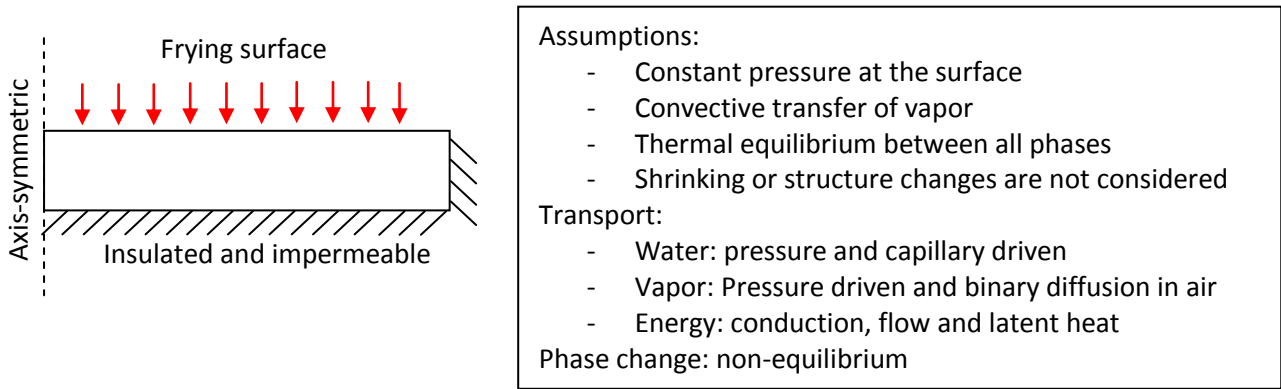 Axis-symmetric
Frying surface
Insulated and impermeable
Assumptions:
- Constant pressure at the surface
- Convective transfer of vapor
- Thermal equilibrium between all phases
- Shrinking or structure changes are not considered
Transport:
- Water: pressure and capillary driven
- Vapor: Pressure driven and binary diffusion in air
- Energy: conduction, flow and latent heat
Phase change: non-equilibrium